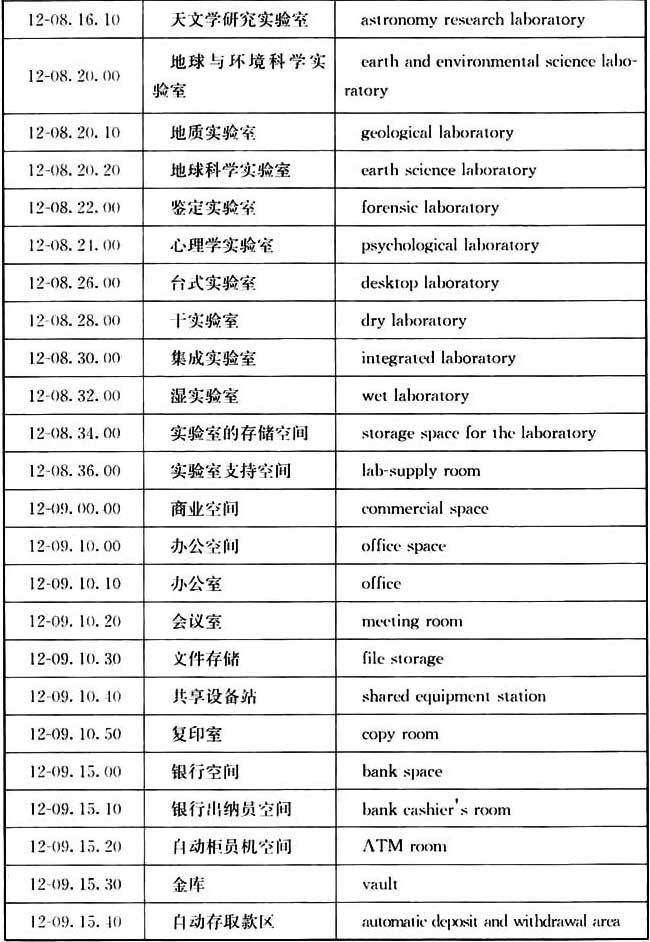 12-08.16.10 天文学研究实验室 astronomy research laboratory
12-08.20.00 地球与环境科学实 earth and environmental science labo-
验室 ratory
12-08.20.10 地质实验室 geological laboratory
12-08.20.20 地球科学实验室 earth science laboratory
12-08.22.00 鉴定实验室 forensic laboratory
12-08.24.00 心理学实验室 psychological laboratory
12-08.26.00 台式实验室 desktop laboratory
12-08.28.00 干实验室 dry laboratory
12-08.30.00 集成实验室 integrated laboratory
12-08.32.00 湿实验室 wet laboratory
12-08.34.00 实验室的存储空间 storage space for the laboratory
12-08.36.00 实验室支持空间 lab-supply room
12-09.00.00 商业空间 commercial space
12-09.10.00 办公空间 office space
12-09.10.10 办公室 office
12-09.10.20 会议室 meeting room
12-09.10.30 文件存储 file storage
12-09.10.40 共享设备站 shared equipment station
12-09.10.50 复印室 copy room
12-09.15.00 银行空间 bank space
12-09.15.10 银行出纳员空间 bank cashier's room
12-09.15.20 自动柜员机空间 ATM room
12-09.15.30 金库 vault
12-09.15.40 自动存取款区 automatic deposit and withdrawal area